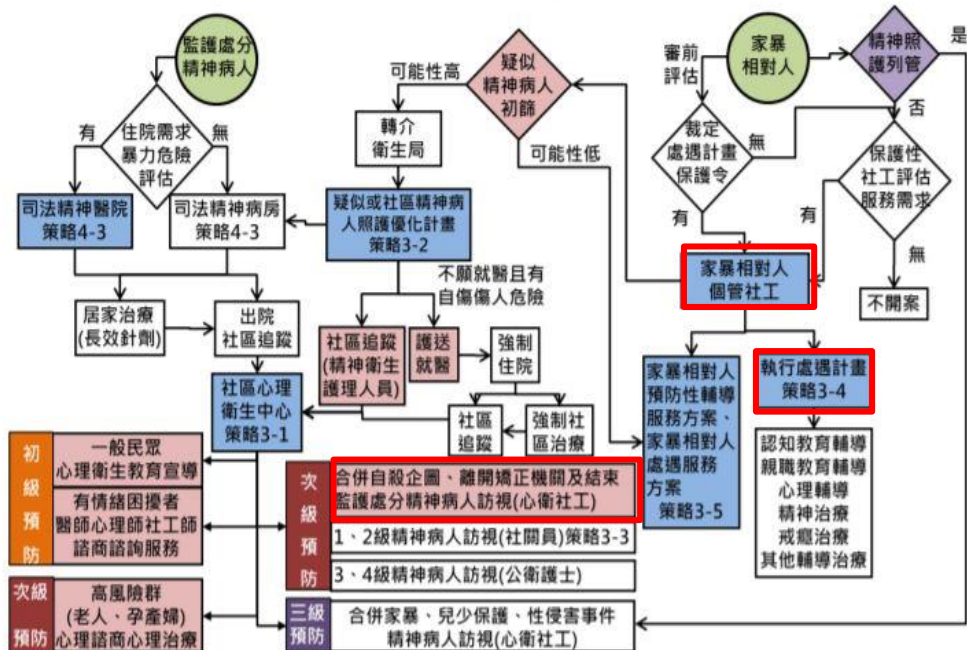 監護處分
精神病人
住院需求
暴力危險
評估
有
無
司法精神醫院
策略4-3
司法精神病房
策略4-3
居家治療
(長效針劑)
出院
社區追蹤
社區心理
衛生中心
策略3-1
疑似
精神病人
初篩
可能性高
可能性低
轉介
衛生局
疑似或社區精神病
人照護優化計畫
策略3-2
不願就醫且有
自傷傷人危險
社區追蹤
(精神衛生
護理人員)
護送
就醫
強制
住院
強制社
區治療
社區
追蹤
家暴
相對人
審前
評估
精神照
護列管
是
否
裁定
處遇計畫
保護令
無
有
保護性
社工評估
服務需求
有
無
不開案
家暴相對人
個管社工
家暴相對人
預防性輔導
服務方案、
家暴相對人
處遇服務
方案
策略3-5
執行處遇計畫
策略3-4
認知教育輔導
親職教育輔導
心理輔導
精神治療
戒癮治療
其他輔導治療
初
級
預
防
一般民眾
心理衛生教育宣導
有情緒困擾者
醫師心理師社工師
諮商諮詢服務
次級
預防
高風險群
(老人、孕產婦)
心理諮商心理治療
次
級
預
防
合併自殺企圖、離開矯正機關及結束
監護處分精神病人訪視(心衛社工)
1、2級精神病人訪視(社關員)策略3-3
3、4級精神病人訪視(公衛護士)
三級
預防
合併家暴、兒少保護、性侵害事件
精神病人訪視(心衛社工)